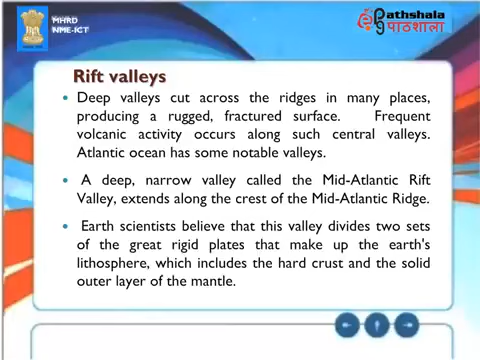 MHRD
NME-ICT
Pathshala
पाठशाला
Rift valleys
• Deep valleys cut across the ridges in many places,
producing a rugged, fractured surface. Frequent
volcanic activity occurs along such central valleys.
Atlantic ocean has some notable valleys.
• A deep, narrow valley called the Mid-Atlantic Rift
Valley, extends along the crest of the Mid-Atlantic Ridge.
• Earth scientists believe that this valley divides two sets
of the great rigid plates that make up the earth's
lithosphere, which includes the hard crust and the solid
outer layer of the mantle.